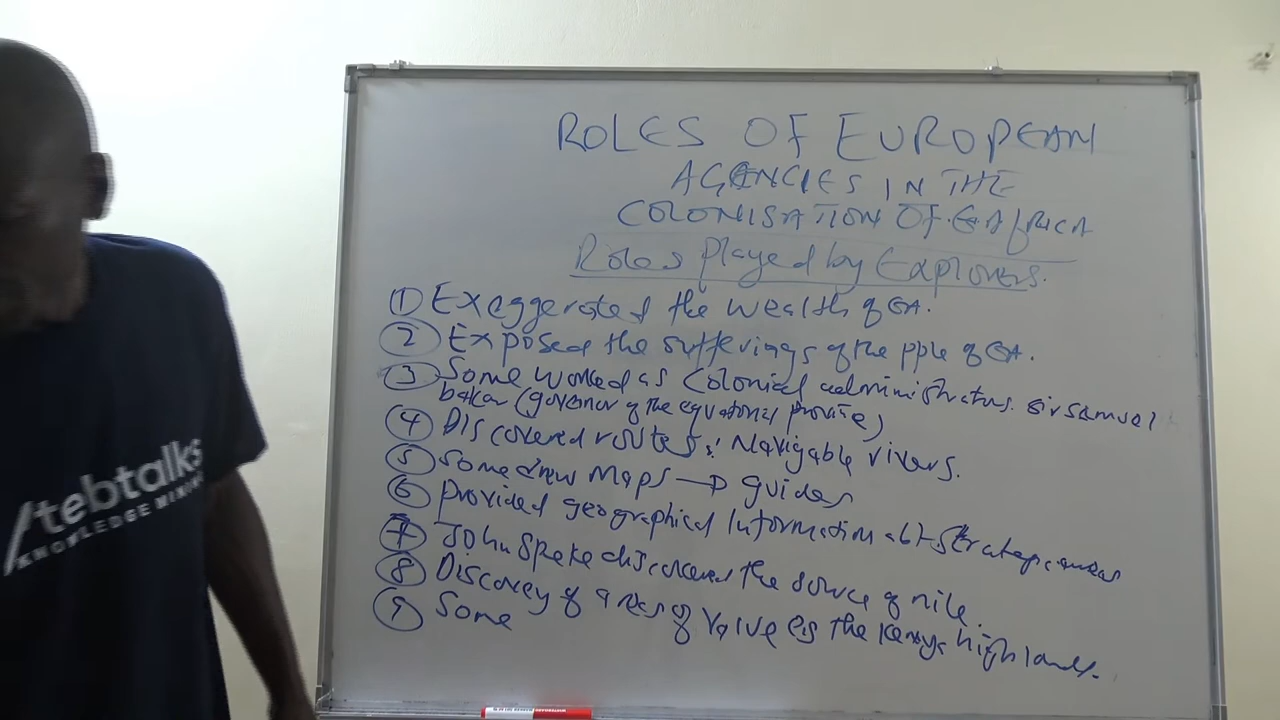 ROLES OF EUROPEAN
AGENCIES IN THE
COLONISATION OF E. AfRICA
Roles played by Explorers.
① Exaggerated the wealth of EA.
② Exposed the sufferings of the pple of EA.
③ Some worked as colonial administrators. sir samuel
baker (governor of the equatorial province)
④ Discovered routes: Navigable rivers.
⑤ some drew maps → guides
⑥ provided geographical information abt strategic areas
⑦ John Speke discovered the source of nile.
⑧ Discovery of areas of value eg the Kenya highlands.
⑨ Some
/tebtalks
KNOWLEDGE MINING